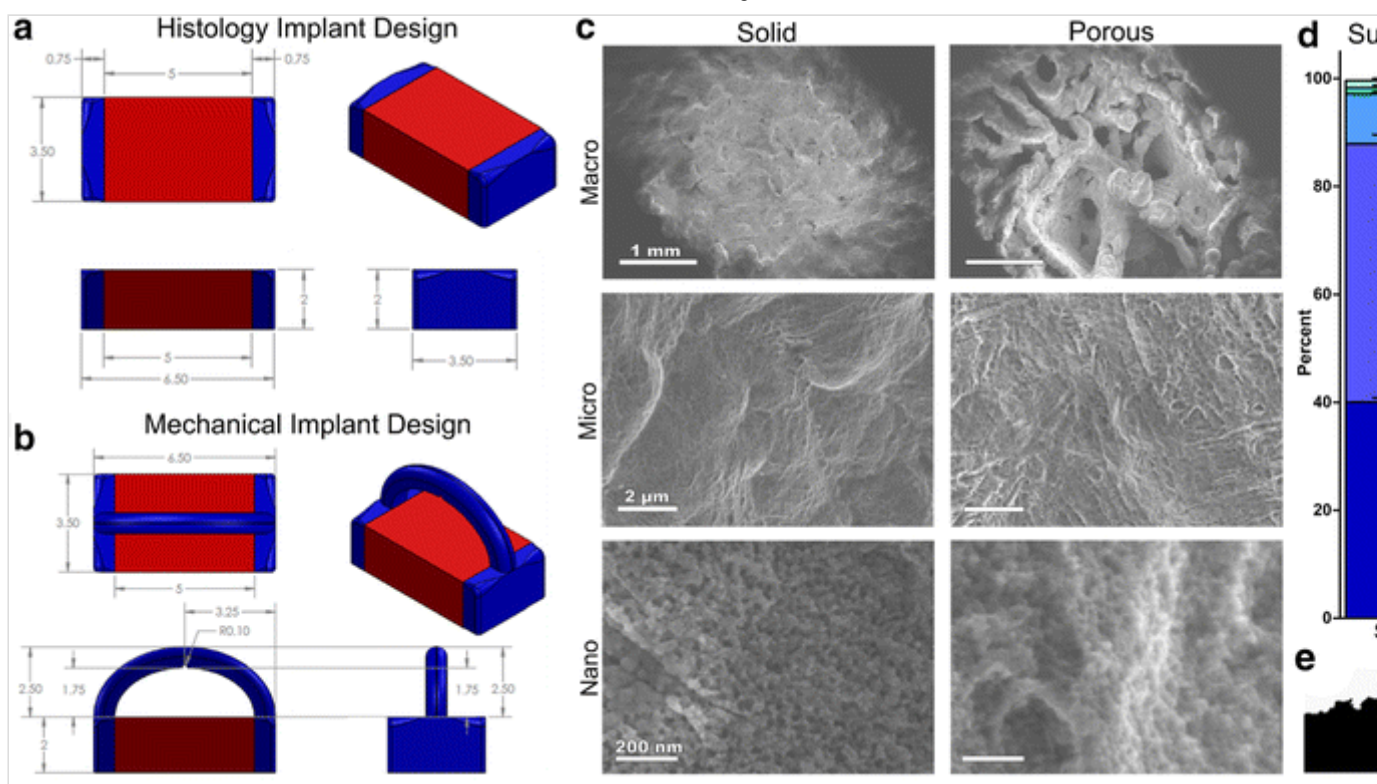 a
Histology Implant Design
0.75
5
0.75
3.50
2
2
5
3.50
6.50
b
Mechanical Implant Design
6.50
3.50
5
3.25
R0.10
2.50
1.75
1.75
2.50
2
c
Solid
Porous
Macro
1 mm
Micro
2 µm
Nano
200 nm
d
Su
100
80
60
40
20
0
Percent
S
e